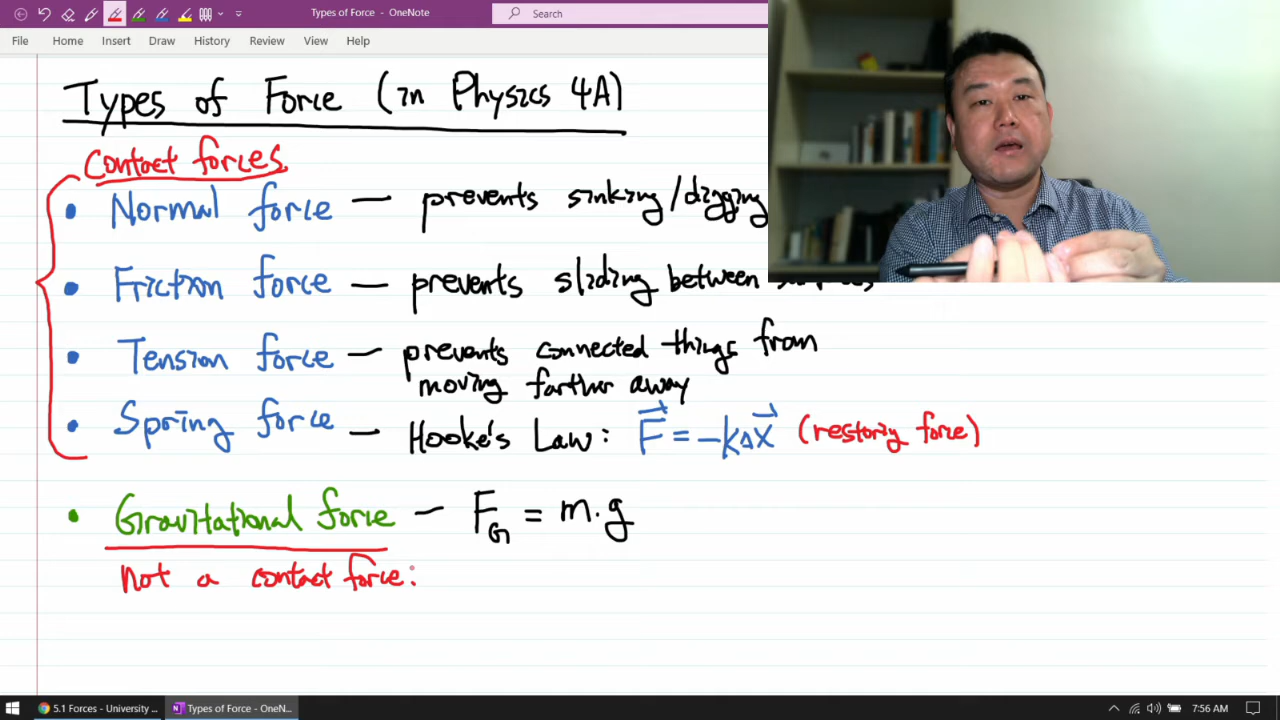 Types of Force - OneNote
Search
File Home Insert Draw History Review View Help
Types of Force (in Physics 4A)
Contact forces
• Normal force — prevents sinking/digging
• Friction force — prevents sliding between
• Tension force — prevents connected things from
moving farther away
• Spring force — Hooke's Law: F = -kΔx (restoring force)
• Gravitational force — F_G = m·g
Not a contact force:
5.1 Forces - University ... Types of Force - OneN... 7:56 AM